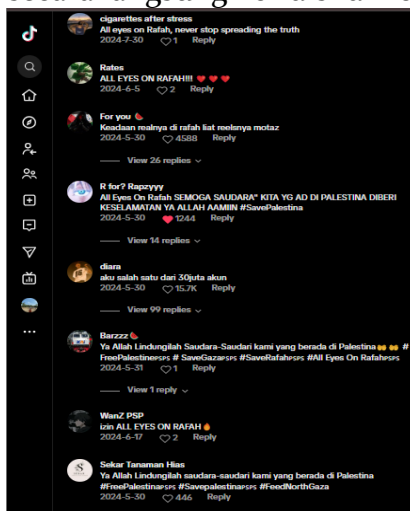 cigarettes after stress
All eyes on Rafah, never stop spreading the truth
2024-7-30 1 Reply
Rates
ALL EYES ON RAFAH!!! ❤️ ❤️ ❤️
2024-6-5 2 Reply
For you 🍉
Keadaan realnya di rafah liat reelsnya motaz
2024-5-30 4588 Reply
View 26 replies
R for? Rapzyyy
All Eyes On Rafah SEMOGA SAUDARA" KITA YG AD DI PALESTINA DIBERI
KESELAMATAN YA ALLAH AAMIIN #SavePalestina
2024-5-30 1244 Reply
View 14 replies
diara
aku salah satu dari 30juta akun
2024-5-30 15.7K Reply
View 99 replies
Barzzz 🍉
Ya Allah Lindungilah Saudara-Saudari kami yang berada di Palestina #
FreePalestinePSPS # SaveGazaPSPS #SaveRafahPSPS #All Eyes On RafahPSPS
2024-5-31 1 Reply
View 1 reply
WanZ PSP
izin ALL EYES ON RAFAH🔥
2024-6-17 2 Reply
Sekar Tanaman Hias
Ya Allah Lindungilah saudara-saudari kami yang berada di Palestina
#FreePalestinaPSPS #SavepalestinaPSPS #FeedNorthGaza
2024-5-30 446 Reply